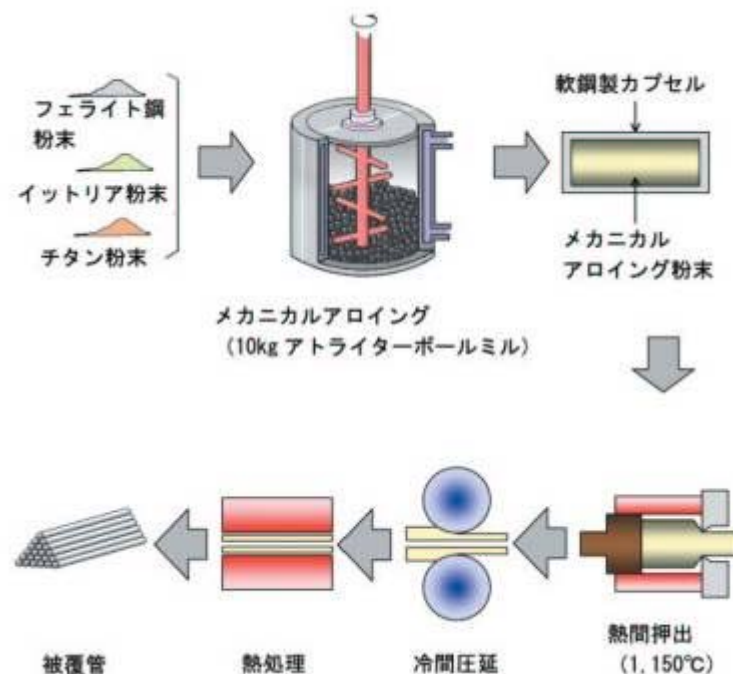 フェライト鋼
粉末
イットリア粉末
チタン粉末
メカニカルアロイング
(10kg アトライターボールミル)
軟鋼製カプセル
メカニカル
アロイング粉末
熱間押出
(1,150℃)
冷間圧延
熱処理
被覆管